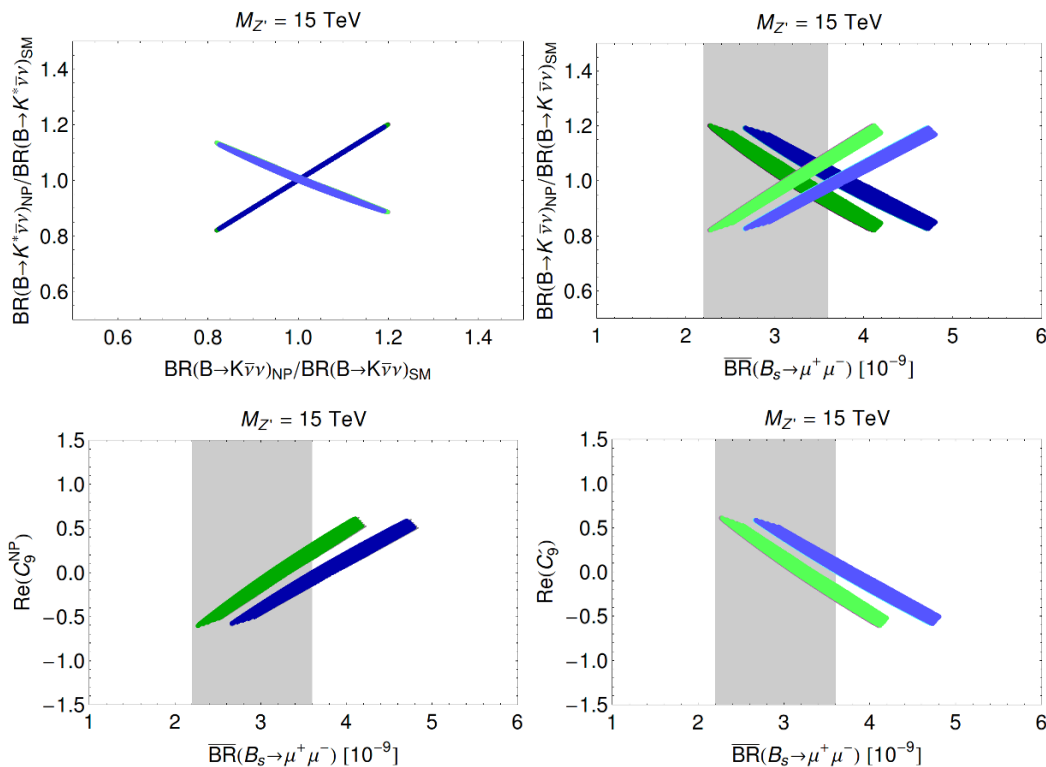 M_Z' = 15 TeV
BR(B→K*ν̄ν)_NP/BR(B→K*ν̄ν)_SM
1.4
1.2
1.0
0.8
0.6
0.6 0.8 1.0 1.2 1.4
BR(B→Kν̄ν)_NP/BR(B→Kν̄ν)_SM
M_Z' = 15 TeV
BR(B→Kν̄ν)_NP/BR(B→Kν̄ν)_SM
1.4
1.2
1.0
0.8
0.6
1 2 3 4 5 6
B̅R̅(B_s→μ⁺μ⁻) [10⁻⁹]
M_Z' = 15 TeV
Re(C_9^NP)
1.5
1.0
0.5
0.0
−0.5
−1.0
−1.5
1 2 3 4 5 6
B̅R̅(B_s→μ⁺μ⁻) [10⁻⁹]
M_Z' = 15 TeV
Re(C_9')
1.5
1.0
0.5
0.0
−0.5
−1.0
−1.5
1 2 3 4 5 6
B̅R̅(B_s→μ⁺μ⁻) [10⁻⁹]